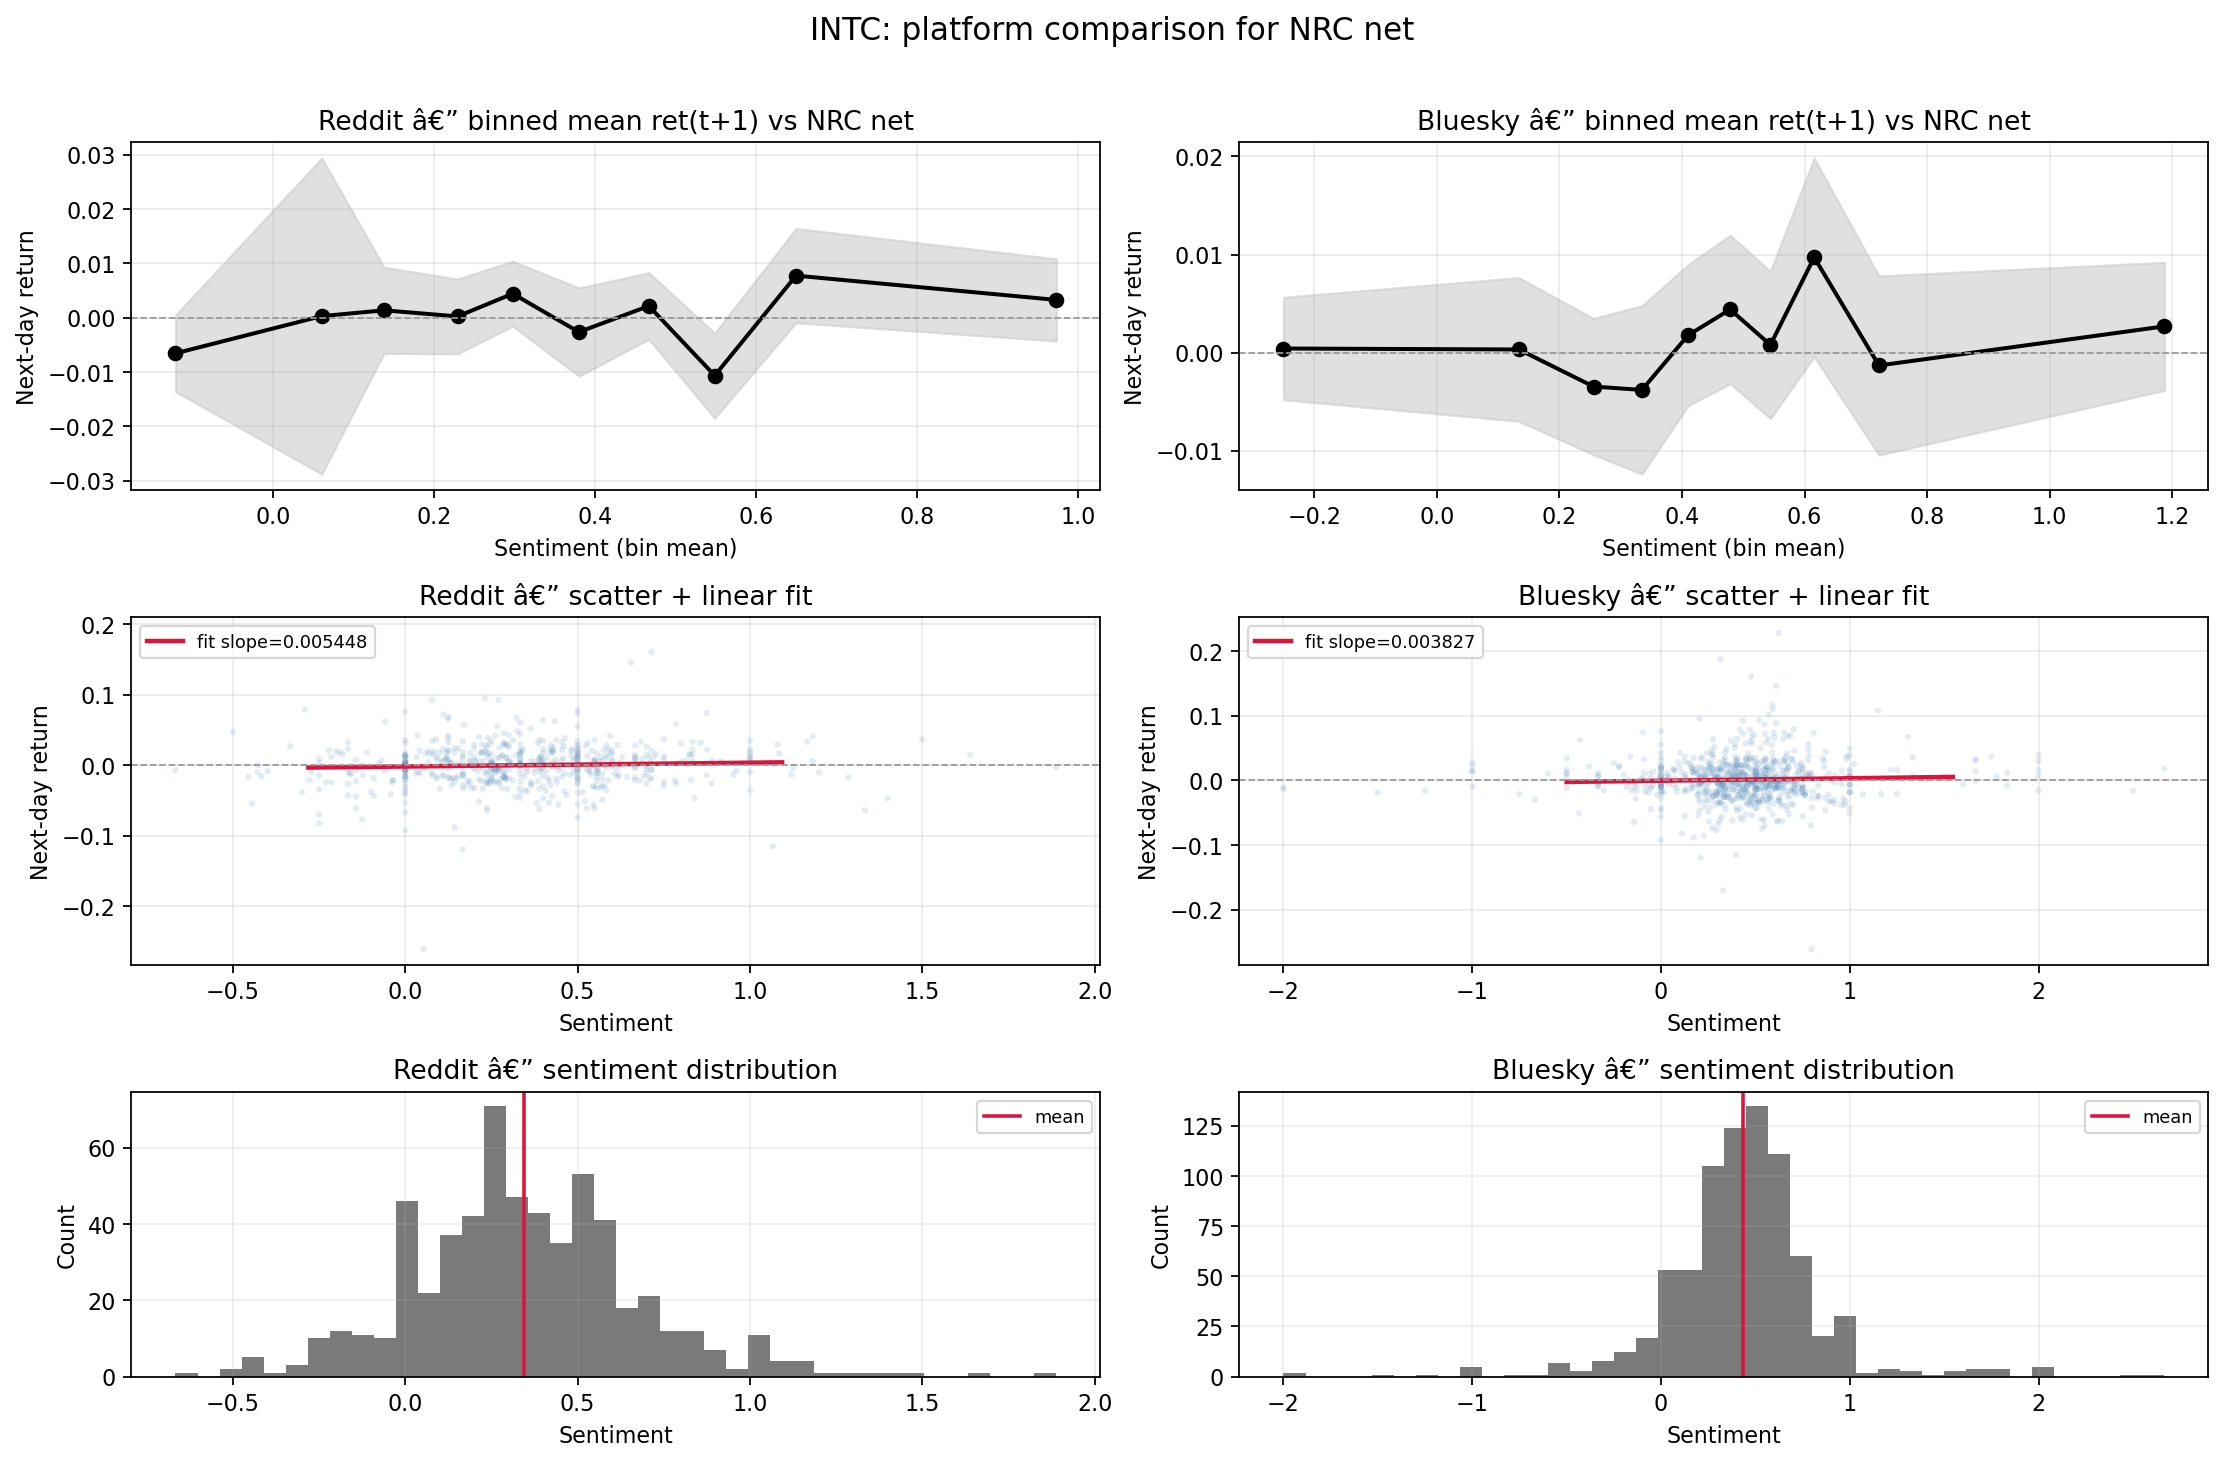 INTC: platform comparison for NRC net
Reddit â€” binned mean ret(t+1) vs NRC net
0.03
0.02
0.01
0.00
−0.01
−0.02
−0.03
Next-day return
0.0 0.2 0.4 0.6 0.8 1.0
Sentiment (bin mean)
Bluesky â€” binned mean ret(t+1) vs NRC net
0.02
0.01
0.00
−0.01
Next-day return
−0.2 0.0 0.2 0.4 0.6 0.8 1.0 1.2
Sentiment (bin mean)
Reddit â€” scatter + linear fit
fit slope=0.005448
0.2
0.1
0.0
−0.1
−0.2
Next-day return
−0.5 0.0 0.5 1.0 1.5 2.0
Sentiment
Bluesky â€” scatter + linear fit
fit slope=0.003827
0.2
0.1
0.0
−0.1
−0.2
Next-day return
−2 −1 0 1 2
Sentiment
Reddit â€” sentiment distribution
mean
60
40
20
0
Count
−0.5 0.0 0.5 1.0 1.5 2.0
Sentiment
Bluesky â€” sentiment distribution
mean
125
100
75
50
25
0
Count
−2 −1 0 1 2
Sentiment